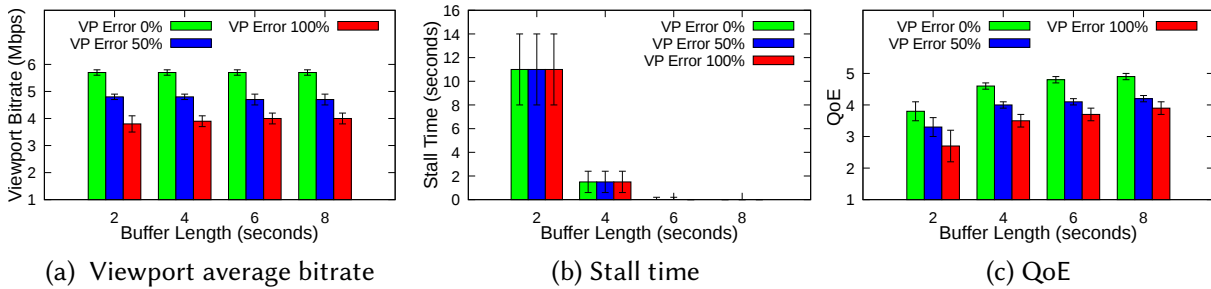 VP Error 0%
VP Error 50%
VP Error 100%
Viewport Bitrate (Mbps)
6
5
4
3
2
1
2 4 6 8
Buffer Length (seconds)
(a) Viewport average bitrate
VP Error 0%
VP Error 50%
VP Error 100%
Stall Time (seconds)
16
14
12
10
8
6
4
2
0
2 4 6 8
Buffer Length (seconds)
(b) Stall time
VP Error 0%
VP Error 50%
VP Error 100%
QoE
5
4
3
2
1
2 4 6 8
Buffer Length (seconds)
(c) QoE